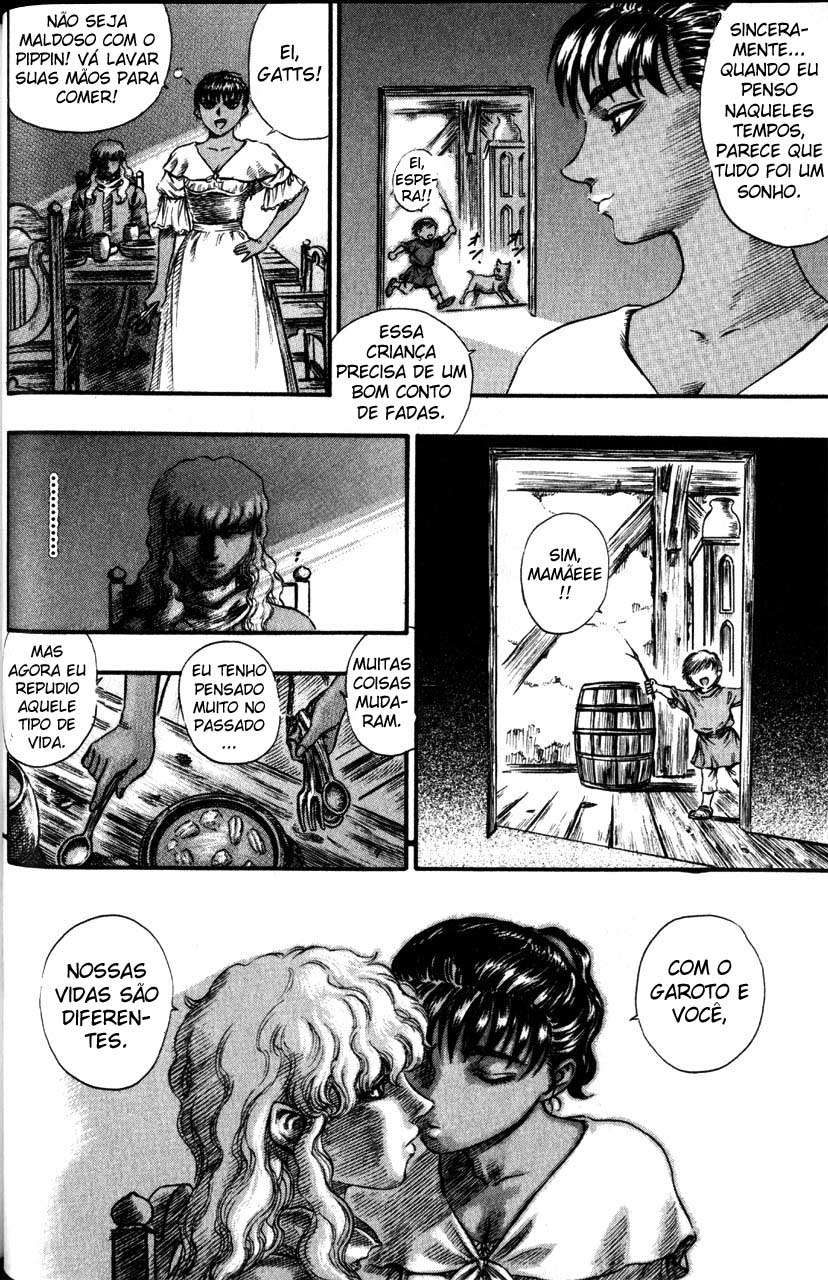 SINCERA-
MENTE...
QUANDO EU
PENSO
NAQUELES
TEMPOS,
PARECE QUE
TUDO FOI UM
SONHO.
EI,
ESPE-
RA!!
ESSA
CRIANÇA
PRECISA DE UM
BOM CONTO
DE FADAS.
EI,
GATTS!
NÃO SEJA
MALDOSO COM O
PIPPIN! VÁ LAVAR
SUAS MÃOS PARA
COMER!
SIM,
MAMÃEEE
!!
..........
MUITAS
COISAS
MUDA-
RAM.
EU TENHO
PENSADO
MUITO NO
PASSADO
...
MAS
AGORA EU
REPUDIO
AQUELE
TIPO DE
VIDA.
COM O
GAROTO E
VOCÊ,
NOSSAS
VIDAS SÃO
DIFEREN-
TES.